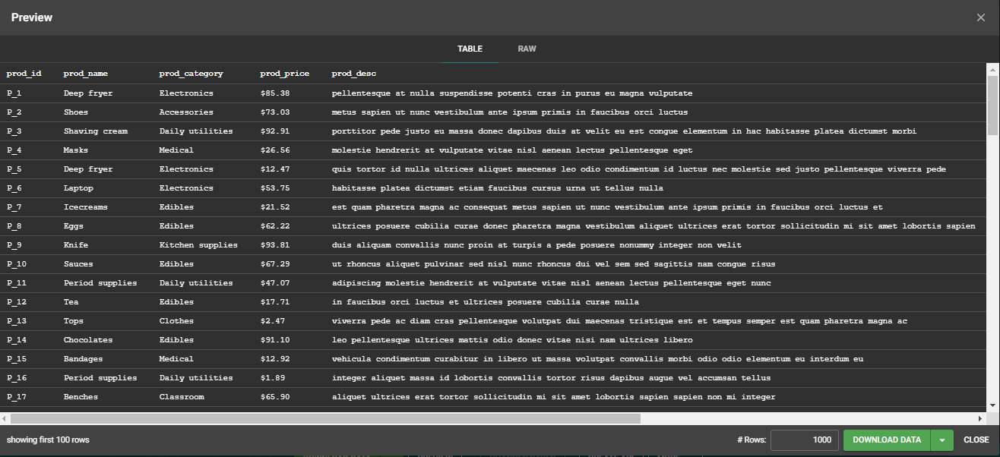 Preview
TABLE RAW
prod_id prod_name prod_category prod_price prod_desc
P_1 Deep fryer Electronics $85.38 pellentesque at nulla suspendisse potenti cras in purus eu magna vulputate
P_2 Shoes Accessories $73.03 metus sapien ut nunc vestibulum ante ipsum primis in faucibus orci luctus
P_3 Shaving cream Daily utilities $92.91 porttitor pede justo eu massa donec dapibus duis at velit eu est congue elementum in hac habitasse platea dictumst morbi
P_4 Masks Medical $26.56 molestie hendrerit at vulputate vitae nisl aenean lectus pellentesque eget
P_5 Deep fryer Electronics $12.47 quis tortor id nulla ultrices aliquet maecenas leo odio condimentum id luctus nec molestie sed justo pellentesque viverra pede
P_6 Laptop Electronics $53.75 habitasse platea dictumst etiam faucibus cursus urna ut tellus nulla
P_7 Icecreams Edibles $21.52 est quam pharetra magna ac consequat metus sapien ut nunc vestibulum ante ipsum primis in faucibus orci luctus et
P_8 Eggs Edibles $62.22 ultrices posuere cubilia curae donec pharetra magna vestibulum aliquet ultrices erat tortor sollicitudin mi sit amet lobortis sapien
P_9 Knife Kitchen supplies $93.81 duis aliquam convallis nunc proin at turpis a pede posuere nonummy integer non velit
P_10 Sauces Edibles $67.29 ut rhoncus aliquet pulvinar sed nisl nunc rhoncus dui vel sem sed sagittis nam congue risus
P_11 Period supplies Daily utilities $47.07 adipiscing molestie hendrerit at vulputate vitae nisl aenean lectus pellentesque eget nunc
P_12 Tea Edibles $17.71 in faucibus orci luctus et ultrices posuere cubilia curae nulla
P_13 Tops Clothes $2.47 viverra pede ac diam cras pellentesque volutpat dui maecenas tristique est et tempus semper est quam pharetra magna ac
P_14 Chocolates Edibles $91.10 leo pellentesque ultrices mattis odio donec vitae nisi nam ultrices libero
P_15 Bandages Medical $12.92 vehicula condimentum curabitur in libero ut massa volutpat convallis morbi odio odio elementum eu interdum eu
P_16 Period supplies Daily utilities $1.89 integer aliquet massa id lobortis convallis tortor risus dapibus augue vel accumsan tellus
P_17 Benches Classroom $65.90 aliquet ultrices erat tortor sollicitudin mi sit amet lobortis sapien sapien non mi integer
showing first 100 rows # Rows: 1000 DOWNLOAD DATA CLOSE